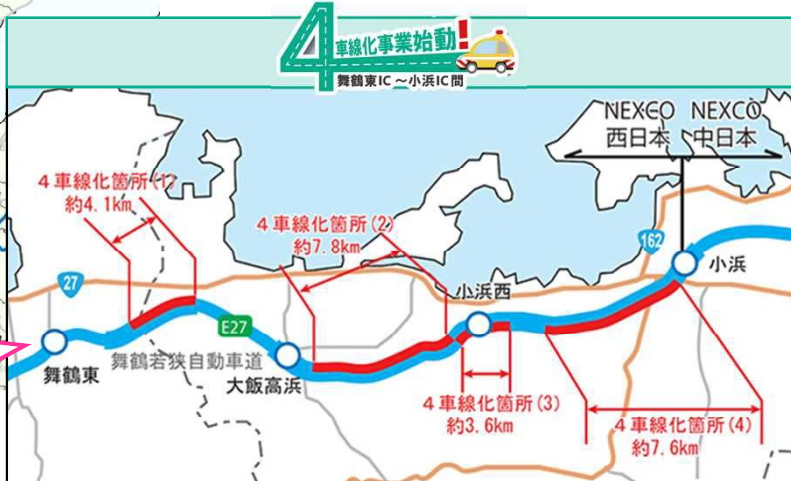 4車線化事業始動!
舞鶴東IC～小浜IC間
NEXCO NEXCO
西日本 中日本
4車線化箇所(1)
約4.1km
4車線化箇所(2)
約7.8km
162
小浜
27
小浜西
E27
舞鶴若狭自動車道
舞鶴東
大飯高浜
4車線化箇所(3)
約3.6km
4車線化箇所(4)
約7.6km